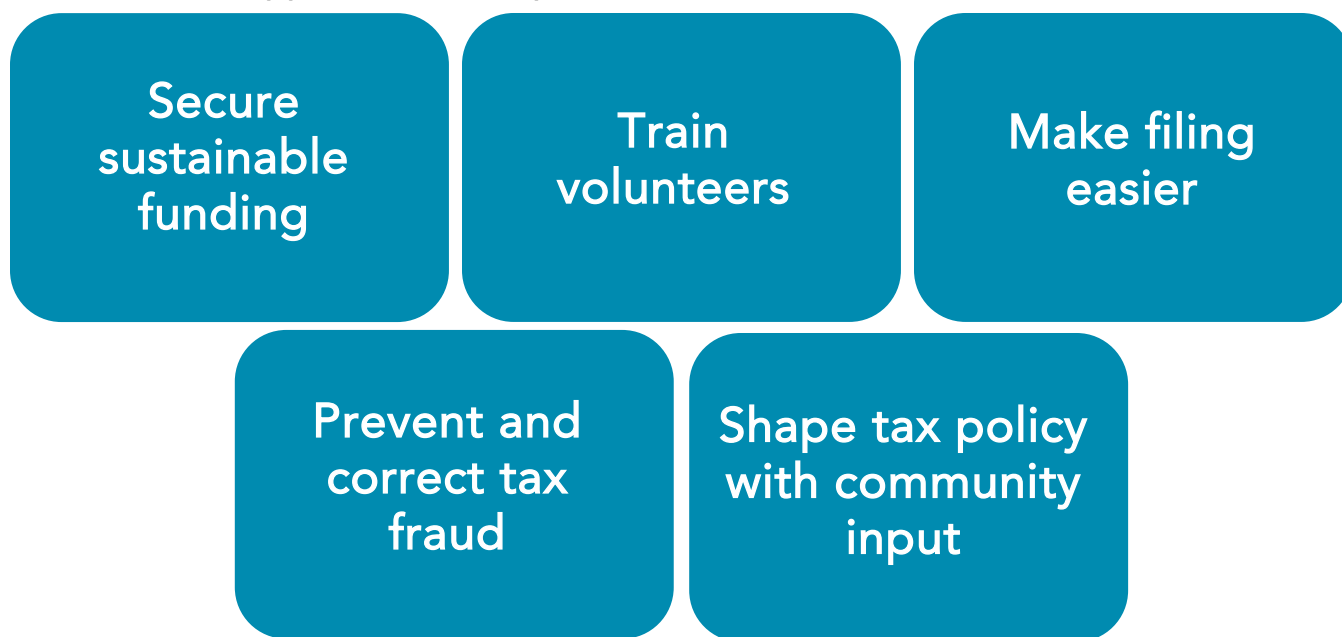 Secure
sustainable
funding
Train
volunteers
Make filing
easier
Prevent and
correct tax
fraud
Shape tax policy
with community
input